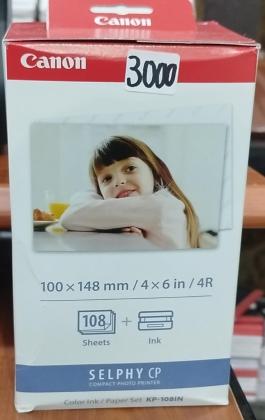 Canon
Canon
3000
100 × 148 mm / 4 × 6 in / 4R
108 + 
Sheets Ink
SELPHY CP
COMPACT PHOTO PRINTER
Color Ink / Paper Set KP-108IN